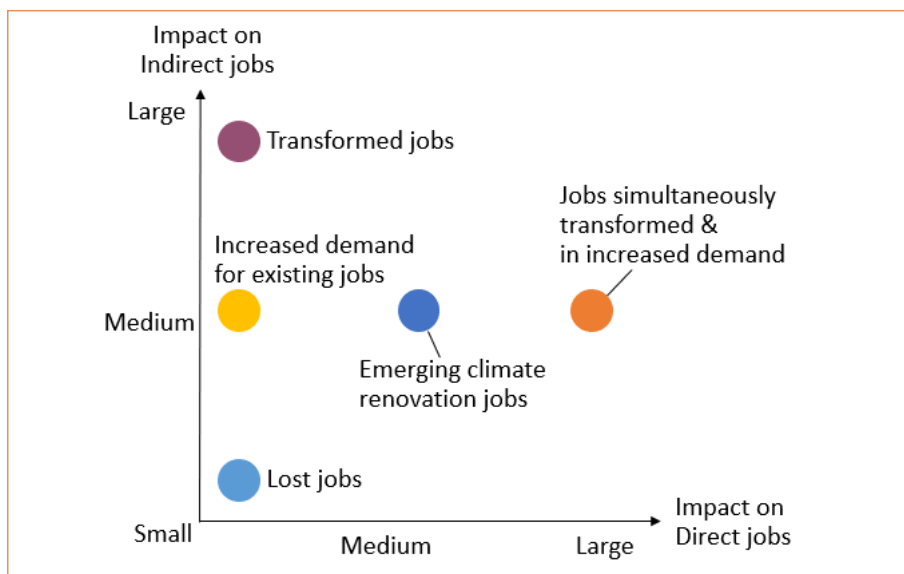 Impact on
Indirect jobs
Large
Transformed jobs
Jobs simultaneously
transformed &
in increased demand
Increased demand
for existing jobs
Medium
Emerging climate
renovation jobs
Lost jobs
Small
Medium
Large
Impact on
Direct jobs